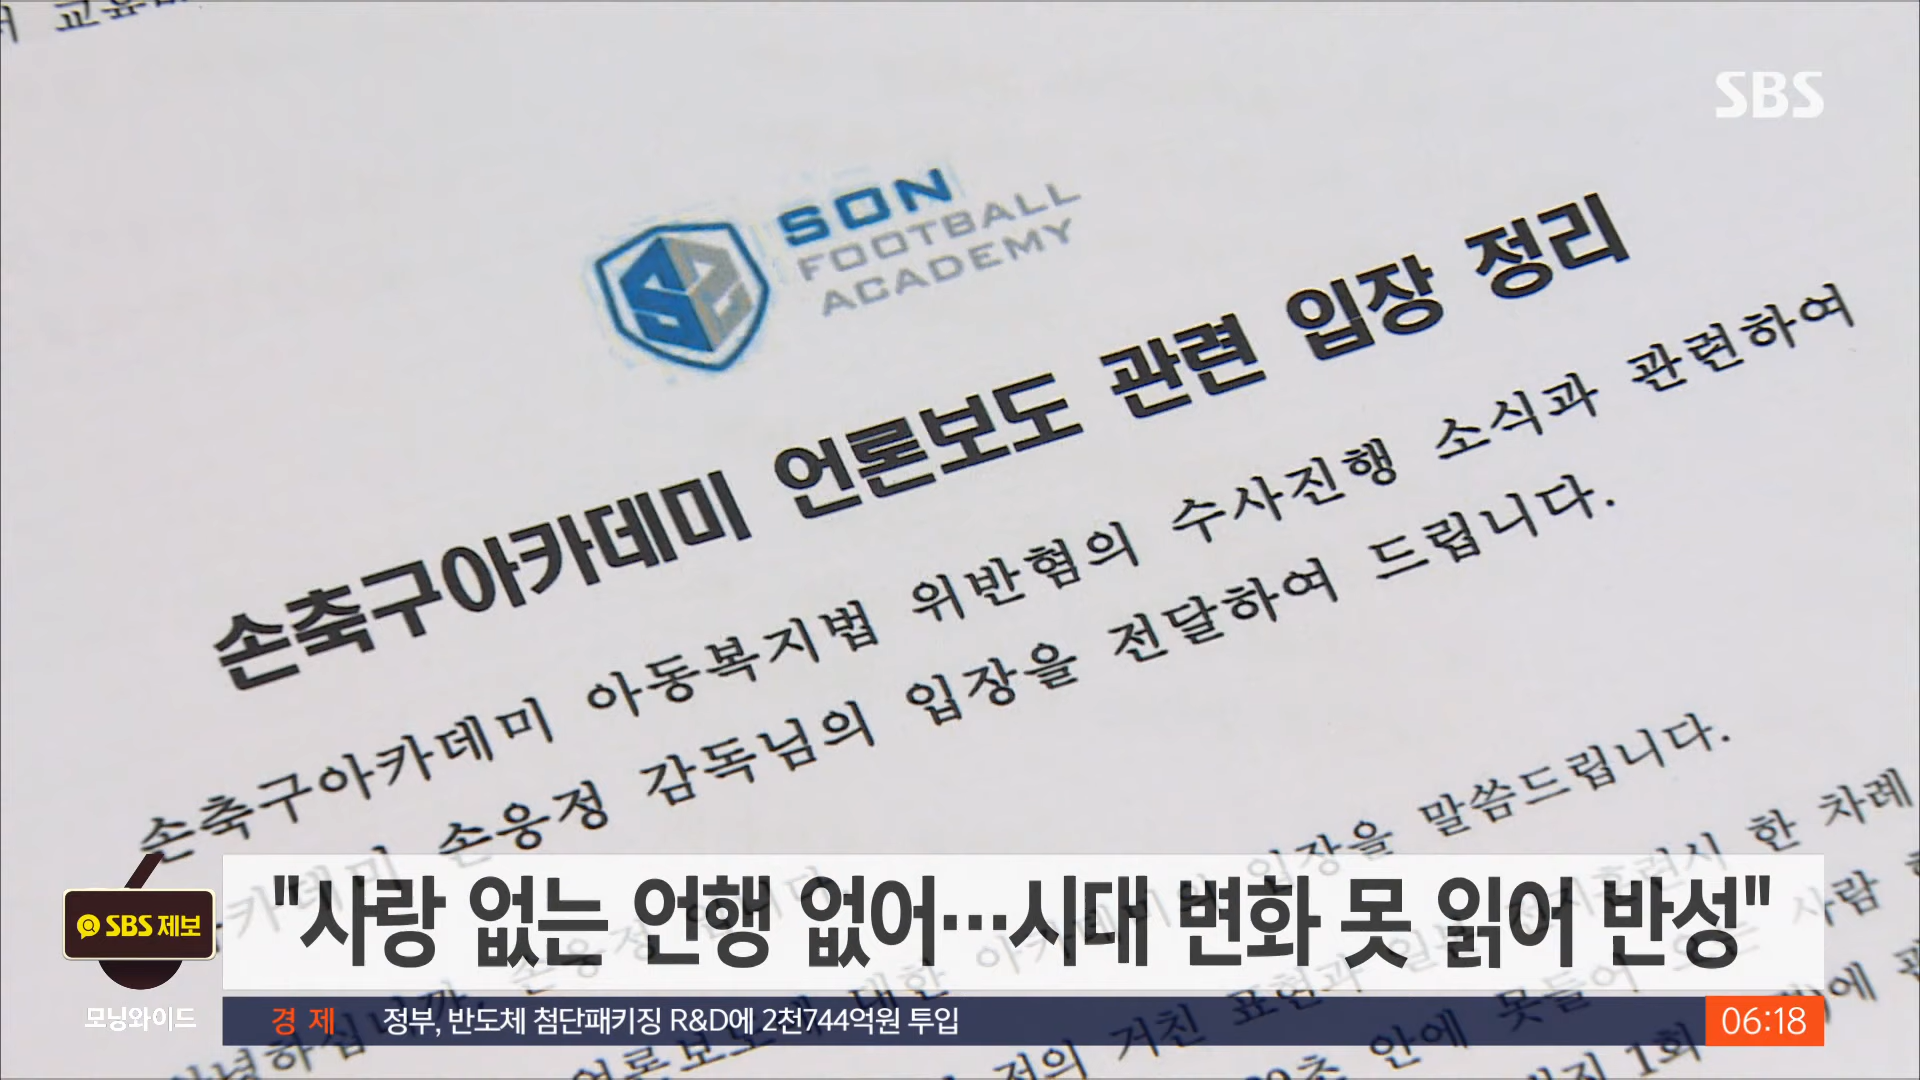 SBS
SON
FOOTBALL
ACADEMY
손축구아카데미 언론보도 관련 입장 정리
손축구아카데미 아동복지법 위반혐의 수사진행 소식과 관련하여
손웅정 감독님의 입장을 전달하여 드립니다.
입장을 말씀드립니다.
한 차례
"사랑 없는 언행 없어…시대 변화 못 읽어 반성"
SBS 제보
모닝와이드
경제 정부, 반도체 첨단패키징 R&D에 2천744억원 투입
06:18